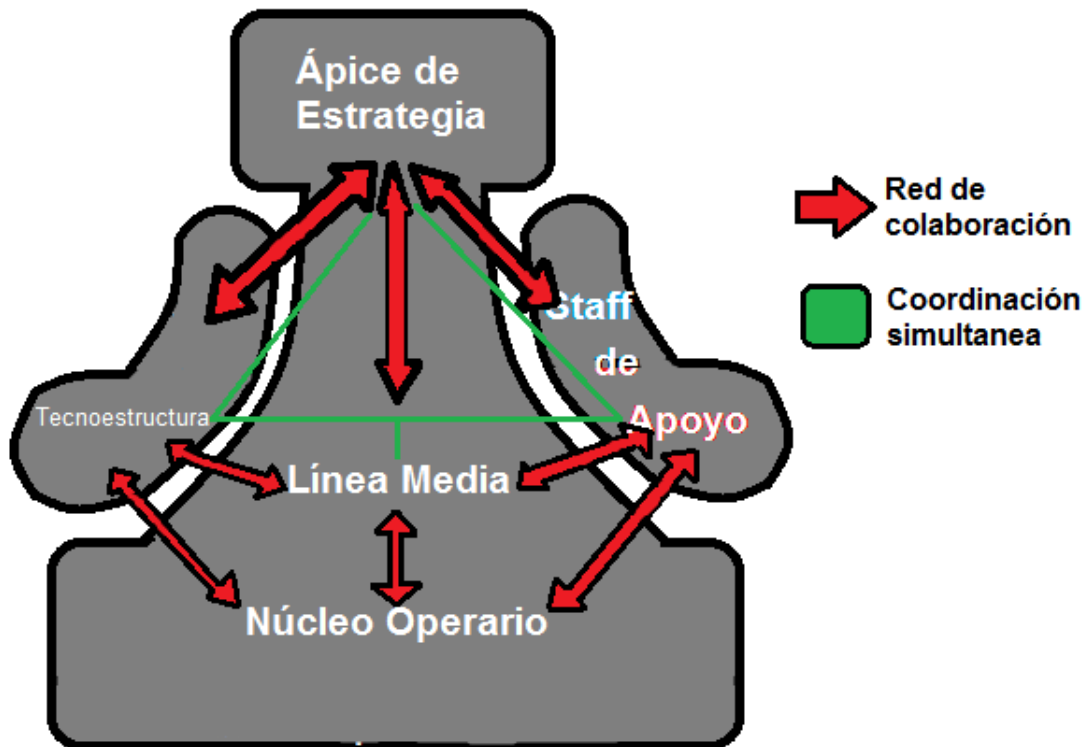 Ápice de
Estrategia
Red de
colaboración
Staff
de
Apoyo
Coordinación
simultanea
Tecnoestructura
Línea Media
Núcleo Operario